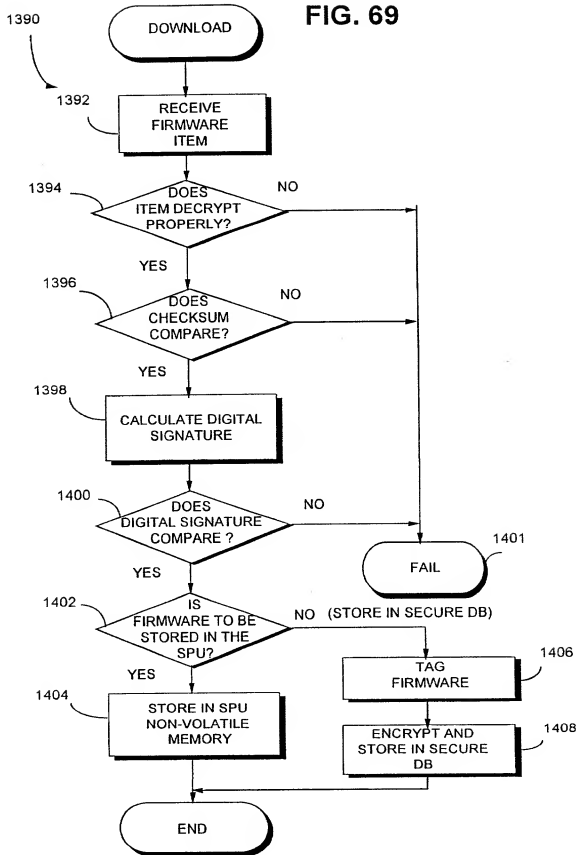 FIG. 69
1390
DOWNLOAD
1392
RECEIVE
FIRMWARE
ITEM
1394
DOES
ITEM DECRYPT
PROPERLY?
NO
YES
1396
DOES
CHECKSUM
COMPARE?
NO
YES
1398
CALCULATE DIGITAL
SIGNATURE
1400
DOES
DIGITAL SIGNATURE
COMPARE ?
NO
YES
FAIL
1401
1402
IS
FIRMWARE TO BE
STORED IN THE
SPU?
NO (STORE IN SECURE DB)
YES
1404
STORE IN SPU
NON-VOLATILE
MEMORY
TAG
FIRMWARE
1406
ENCRYPT AND
STORE IN SECURE
DB
1408
END